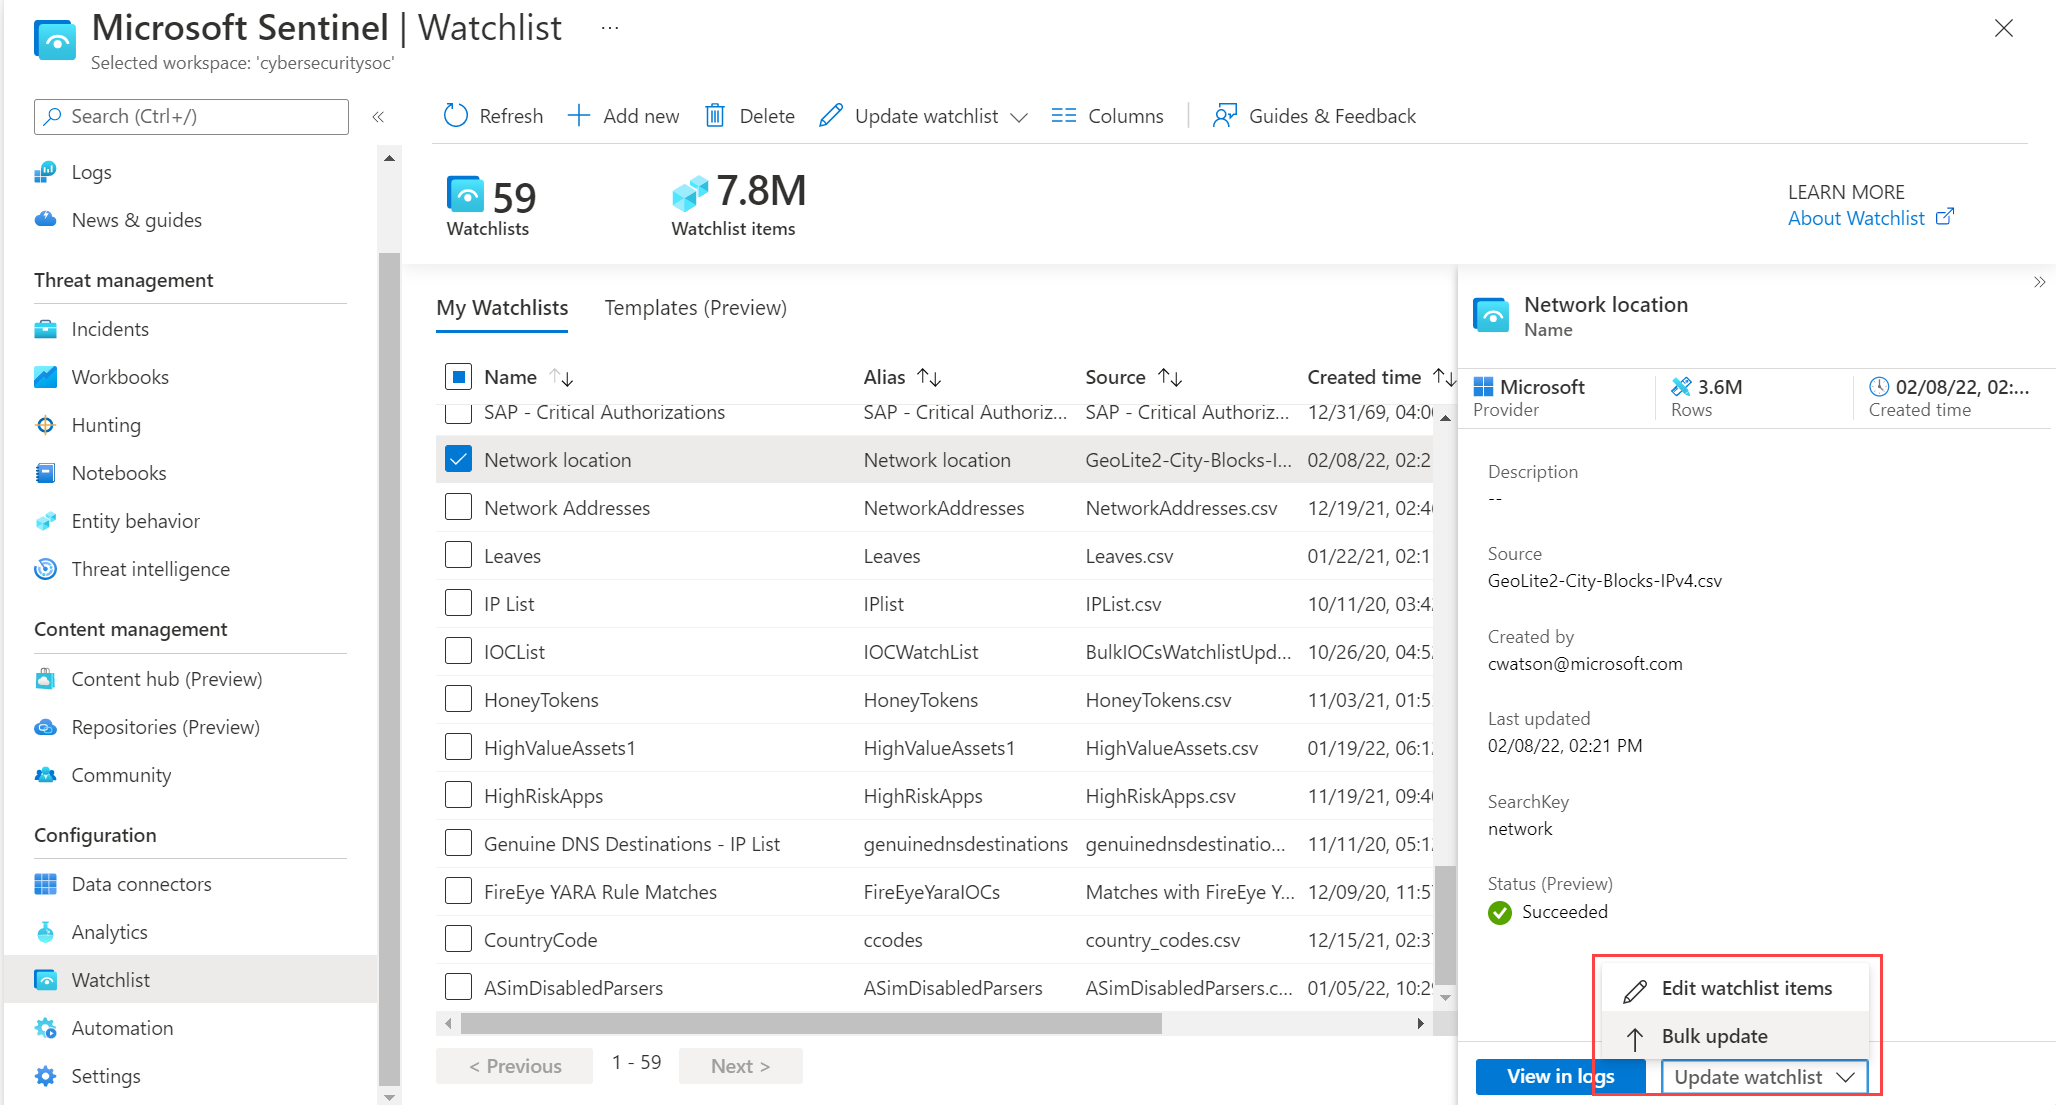 Microsoft Sentinel | Watchlist ...
Selected workspace: 'cybersecuritysoc'
Search (Ctrl+/)
Refresh
Add new
Delete
Update watchlist
Columns
Guides & Feedback
Logs
News & guides
Threat management
Incidents
Workbooks
Hunting
Notebooks
Entity behavior
Threat intelligence
Content management
Content hub (Preview)
Repositories (Preview)
Community
Configuration
Data connectors
Analytics
Watchlist
Automation
Settings
59
Watchlists
7.8M
Watchlist items
LEARN MORE
About Watchlist
My Watchlists Templates (Preview)
Name Alias Source Created time
SAP - Critical Authorizations SAP - Critical Authoriz... SAP - Critical Authoriz... 12/31/69, 04:0
Network location Network location GeoLite2-City-Blocks-I... 02/08/22, 02:2
Network Addresses NetworkAddresses NetworkAddresses.csv 12/19/21, 02:4
Leaves Leaves Leaves.csv 01/22/21, 02:1
IP List IPlist IPList.csv 10/11/20, 03:4
IOCList IOCWatchList BulkIOCsWatchlistUpd... 10/26/20, 04:5
HoneyTokens HoneyTokens HoneyTokens.csv 11/03/21, 01:5
HighValueAssets1 HighValueAssets1 HighValueAssets.csv 01/19/22, 06:1
HighRiskApps HighRiskApps HighRiskApps.csv 11/19/21, 09:4
Genuine DNS Destinations - IP List genuinednsdestinations genuinednsdestinatio... 11/11/20, 05:1
FireEye YARA Rule Matches FireEyeYaraIOCs Matches with FireEye Y... 12/09/20, 11:5
CountryCode ccodes country_codes.csv 12/15/21, 02:3
ASimDisabledParsers ASimDisabledParsers ASimDisabledParsers.c... 01/05/22, 10:2
< Previous 1 - 59 Next >
Network location
Name
Microsoft
Provider
3.6M
Rows
02/08/22, 02:...
Created time
Description
--
Source
GeoLite2-City-Blocks-IPv4.csv
Created by
cwatson@microsoft.com
Last updated
02/08/22, 02:21 PM
SearchKey
network
Status (Preview)
Succeeded
Edit watchlist items
Bulk update
View in logs
Update watchlist